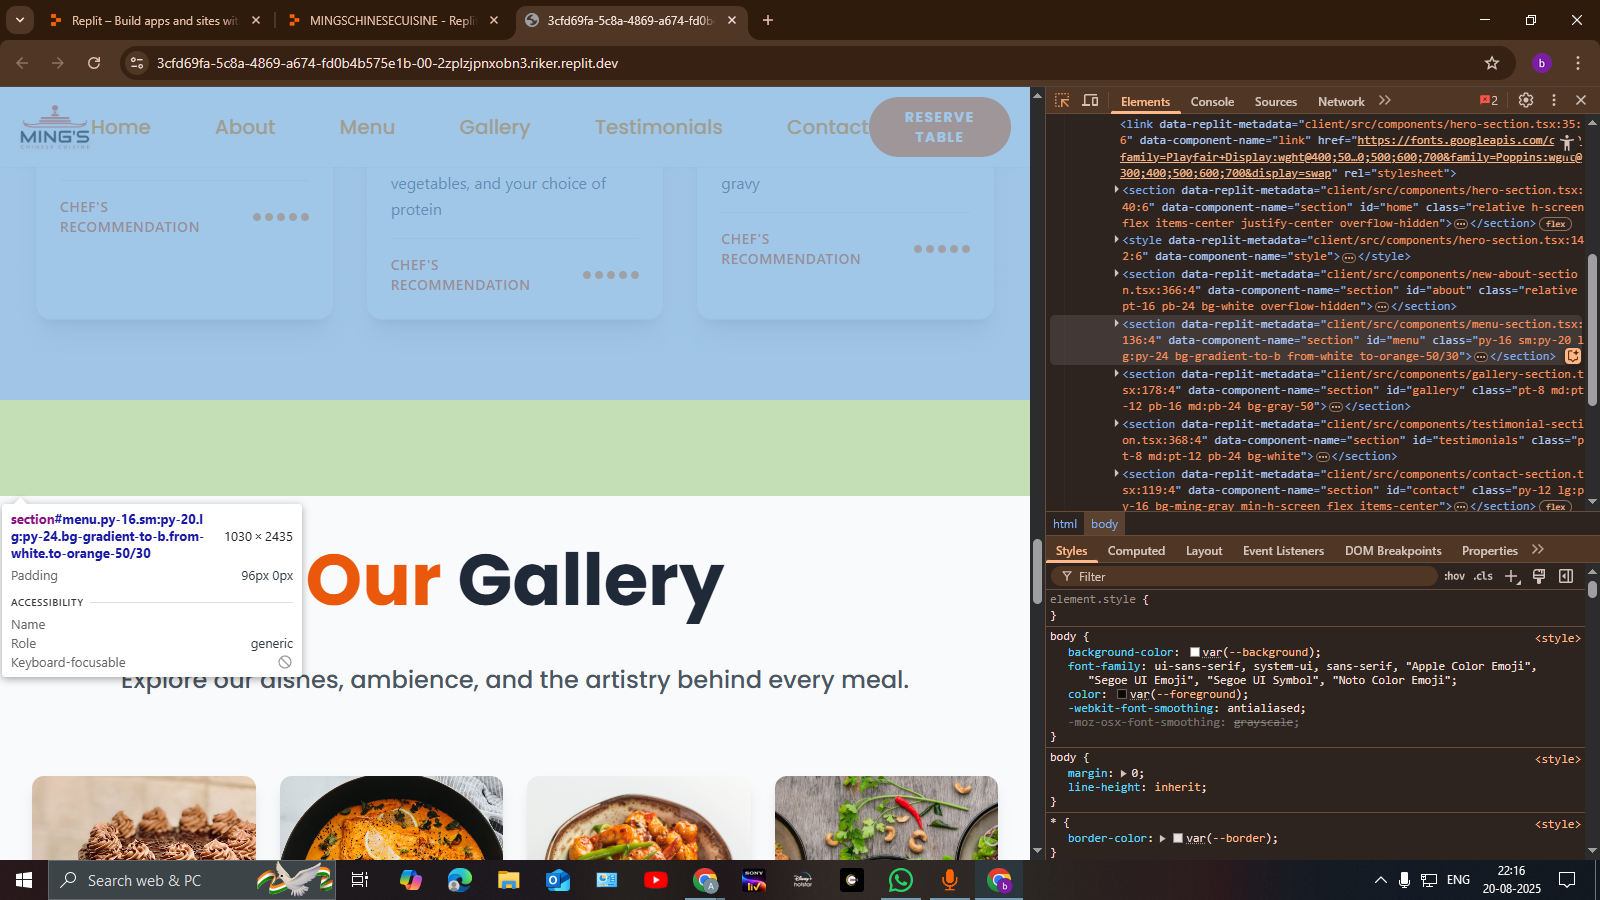 Replit – Build apps and sites wit
MINGSCHINESECUISINE - Replit
3cfd69fa-5c8a-4869-a674-fd0b4
3cfd69fa-5c8a-4869-a674-fd0b4b575e1b-00-2zplzjpnxobn3.riker.replit.dev
b
MING'S
CHINESE CUISINE
Home
About
Menu
Gallery
Testimonials
Contact
RESERVE
TABLE
vegetables, and your choice of
protein
gravy
CHEF'S
RECOMMENDATION
CHEF'S
RECOMMENDATION
CHEF'S
RECOMMENDATION
section#menu.py-16.sm:py-20.l
g:py-24.bg-gradient-to-b.from-
white.to-orange-50/30
1030 × 2435
Padding
96px 0px
ACCESSIBILITY
Name
Role
generic
Keyboard-focusable
Our Gallery
Explore our dishes, ambience, and the artistry behind every meal.
Elements
Console
Sources
Network
2
<link data-replit-metadata="client/src/components/hero-section.tsx:35:
6" data-component-name="link" href="https://fonts.googleapis.com/c
family=Playfair+Display:wght@400;50…0;500;600;700&family=Poppins:wght@
300;400;500;600;700&display=swap" rel="stylesheet">
<section data-replit-metadata="client/src/components/hero-section.tsx:
40:6" data-component-name="section" id="home" class="relative h-screen
flex items-center justify-center overflow-hidden">…</section> flex
<style data-replit-metadata="client/src/components/hero-section.tsx:14
2:6" data-component-name="style">…</style>
<section data-replit-metadata="client/src/components/new-about-sectio
n.tsx:366:4" data-component-name="section" id="about" class="relative
pt-16 pb-24 bg-white overflow-hidden">…</section>
<section data-replit-metadata="client/src/components/menu-section.tsx:
136:4" data-component-name="section" id="menu" class="py-16 sm:py-20 l
g:py-24 bg-gradient-to-b from-white to-orange-50/30">…</section>
<section data-replit-metadata="client/src/components/gallery-section.t
sx:178:4" data-component-name="section" id="gallery" class="pt-8 md:pt
-12 pb-16 md:pb-24 bg-gray-50">…</section>
<section data-replit-metadata="client/src/components/testimonial-secti
on.tsx:368:4" data-component-name="section" id="testimonials" class="p
t-8 md:pt-12 pb-24 bg-white">…</section>
<section data-replit-metadata="client/src/components/contact-section.t
sx:119:4" data-component-name="section" id="contact" class="py-12 lg:p
y-16 bg-ming-gray min-h-screen flex items-center">…</section> flex
html
body
Styles
Computed
Layout
Event Listeners
DOM Breakpoints
Properties
Filter
:hov
.cls
element.style {
}
body {
<style>
background-color: var(--background);
font-family: ui-sans-serif, system-ui, sans-serif, "Apple Color Emoji",
"Segoe UI Emoji", "Segoe UI Symbol", "Noto Color Emoji";
color: var(--foreground);
-webkit-font-smoothing: antialiased;
-moz-osx-font-smoothing: grayscale;
}
body {
<style>
margin: 0;
line-height: inherit;
}
* {
<style>
border-color: var(--border);
}
Search web & PC
A
SONY
liv
b
ENG
22:16
20-08-2025